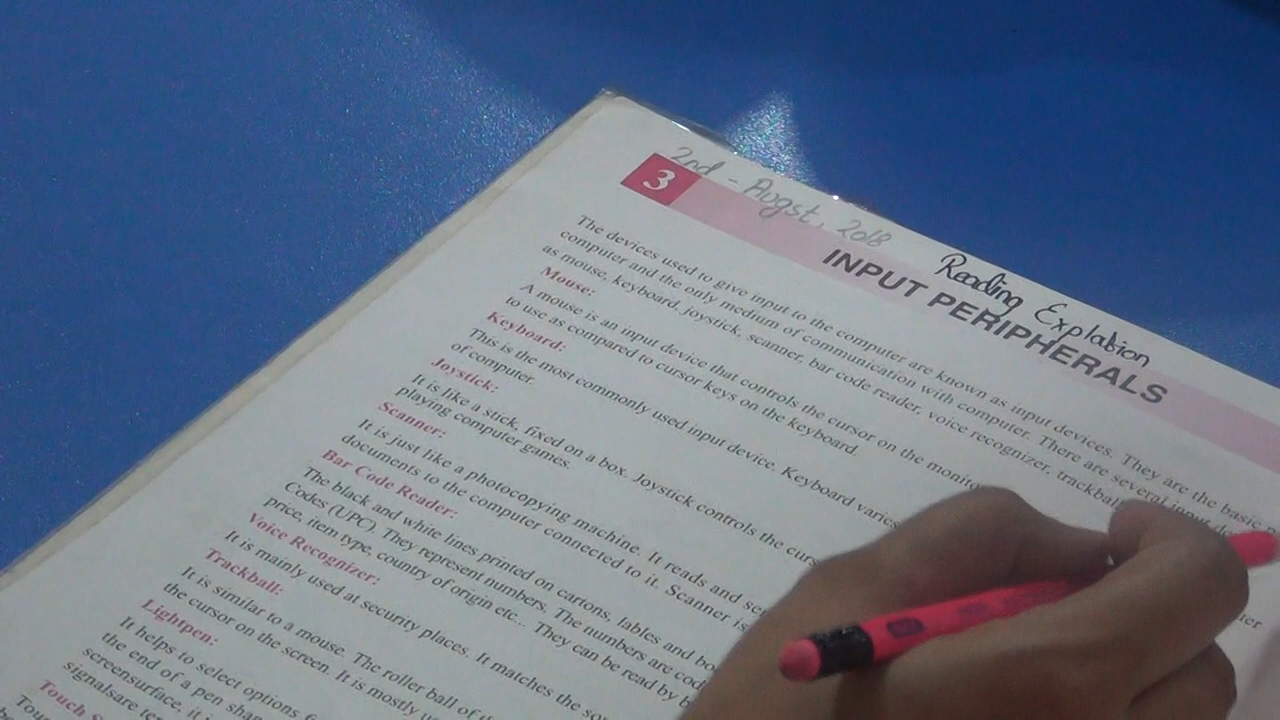 2nd - Augst, 2018
Reading Explation
3
INPUT PERIPHERALS
The devices used to give input to the computer are known as input devices. They are the basic
computer and the only medium of communication with computer. There are several input
as mouse, keyboard, joystick, scanner, bar code reader, voice recognizer, trackball
Mouse:
A mouse is an input device that controls the cursor on the monitor
to use as compared to cursor keys on the keyboard.
Keyboard:
This is the most commonly used input device. Keyboard varies
of computer.
Joystick:
It is like a stick, fixed on a box. Joystick controls the
playing computer games.
Scanner:
It is just like a photocopying machine. It reads and
documents to the computer connected to it. Scanner is
Bar Code Reader:
The black and white lines printed on cartons, lables and
Codes (UPC). They represent numbers. The numbers are
price, item type, country of origin etc... They can be read by
Voice Recognizer:
It is mainly used at security places. It matches the
Trackball:
It is similar to a mouse. The roller ball of
the cursor on the screen. It is mostly
Lightpen:
It helps to select options
the end of a pen
screensurface, it
signalsare
Touch